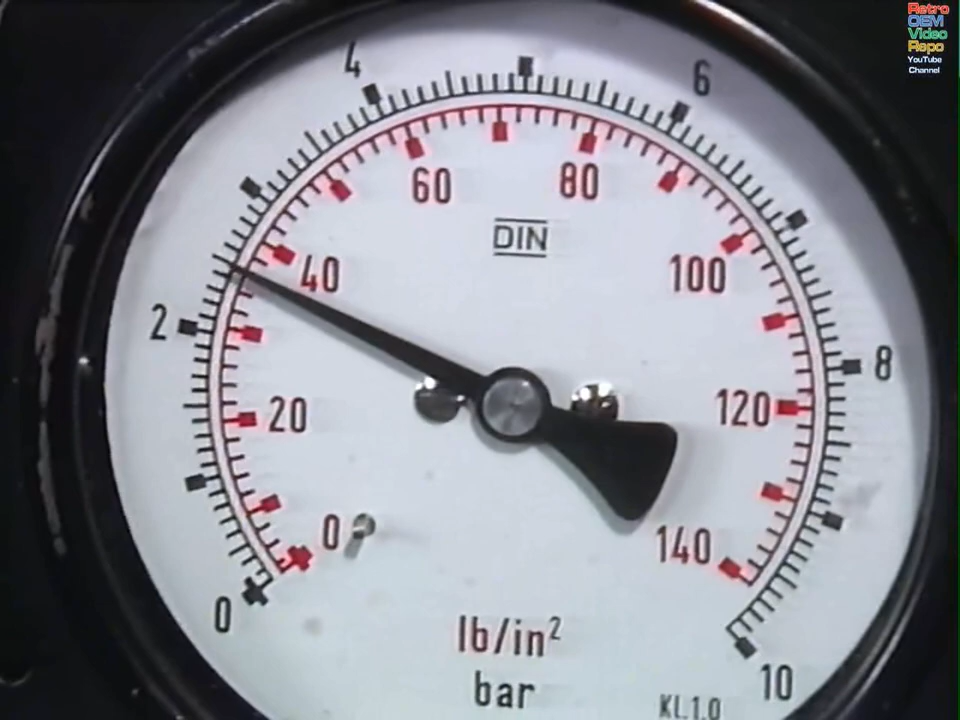 Retro
OEM
Video
Repo
YouTube
Channel
4
6
60
80
DIN
40
100
2
8
20
120
0
140
0
lb/in²
bar
10
KL.1.0